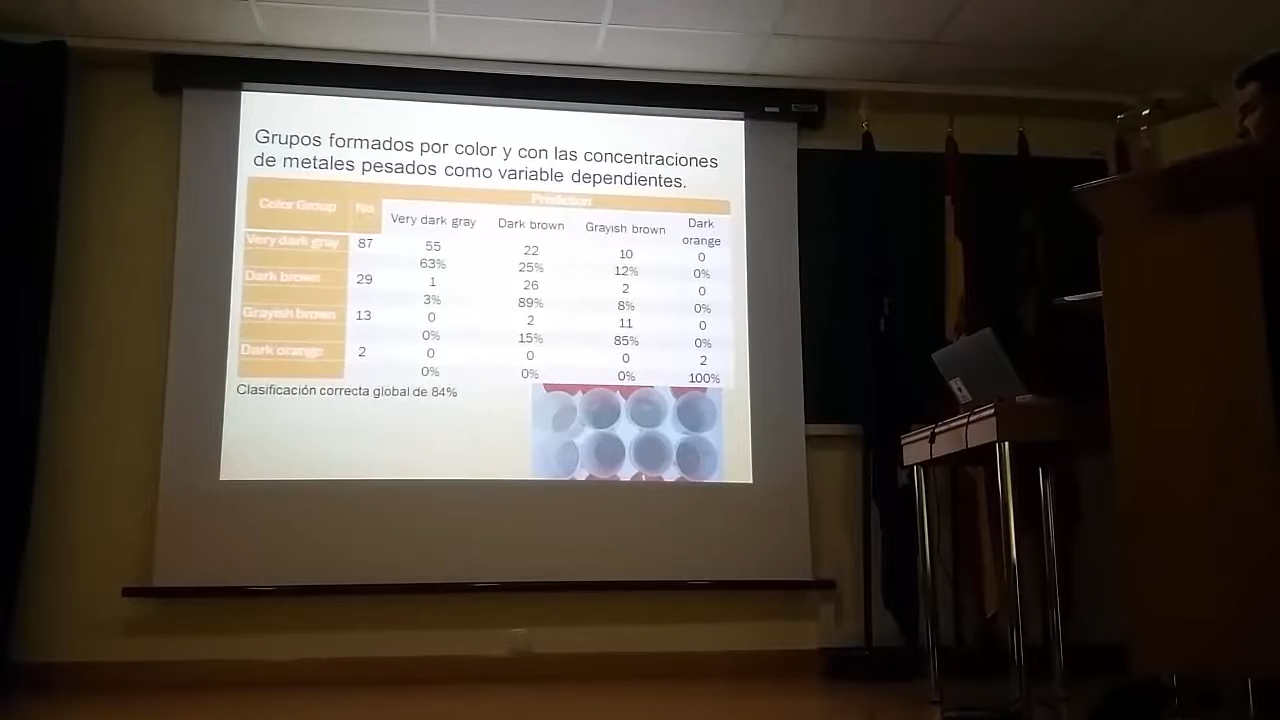 Grupos formados por color y con las concentraciones
de metales pesados como variable dependientes.
Color Group No Prediction
Very dark gray Dark brown Grayish brown Dark orange
Very dark gray 87 55 22 10 0
63% 25% 12% 0%
Dark brown 29 1 26 2 0
3% 89% 8% 0%
Grayish brown 13 0 2 11 0
0% 15% 85% 0%
Dark orange 2 0 0 0 2
0% 0% 0% 100%
Clasificación correcta global de 84%